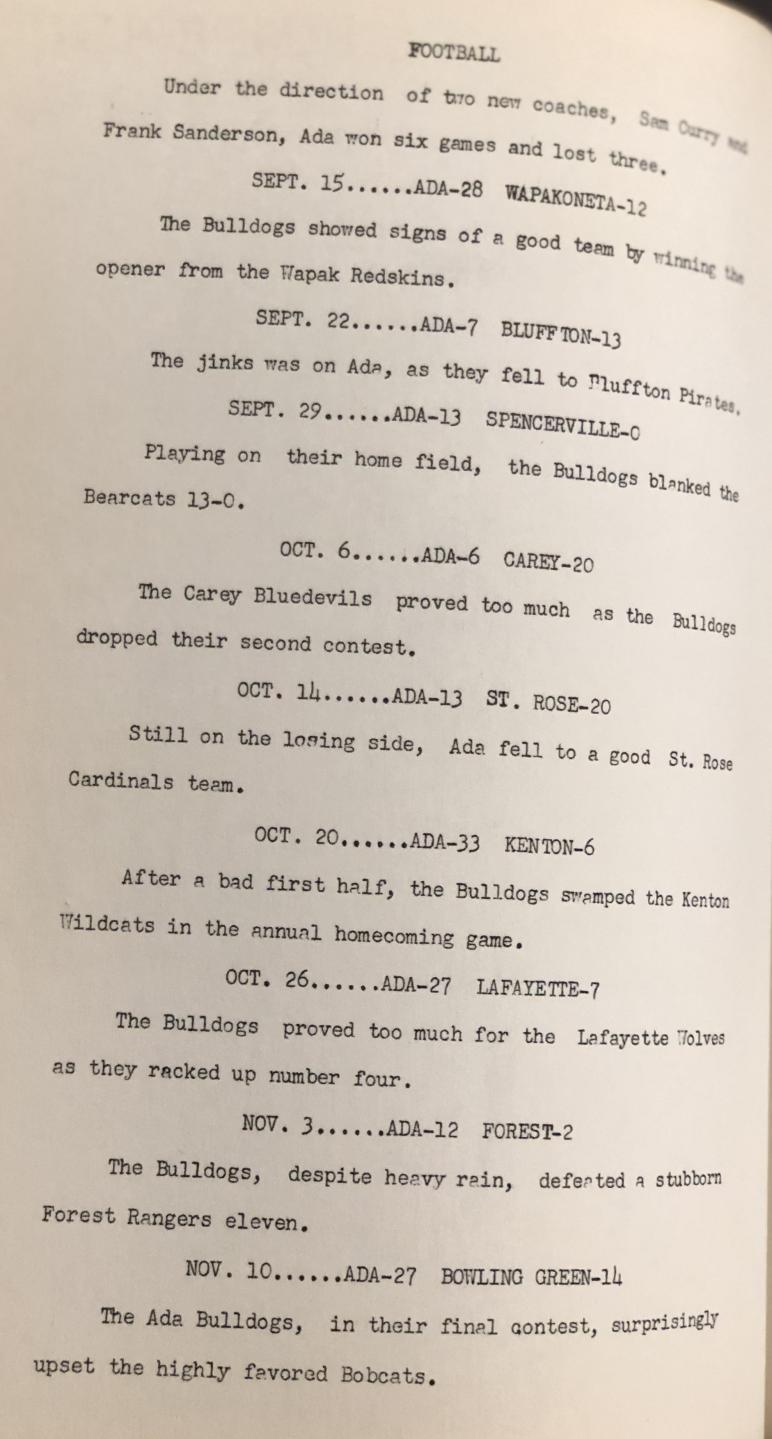 FOOTBALL
Under the direction of two new coaches, Sam Curry and
Frank Sanderson, Ada won six games and lost three.
SEPT. 15......ADA-28 WAPAKONETA-12
The Bulldogs showed signs of a good team by winning the
opener from the Wapak Redskins.
SEPT. 22......ADA-7 BLUFFTON-13
The jinks was on Ada, as they fell to Bluffton Pirates.
SEPT. 29......ADA-13 SPENCERVILLE-0
Playing on their home field, the Bulldogs blanked the
Bearcats 13-0.
OCT. 6......ADA-6 CAREY-20
The Carey Bluedevils proved too much as the Bulldogs
dropped their second contest.
OCT. 14......ADA-13 ST. ROSE-20
Still on the losing side, Ada fell to a good St. Rose
Cardinals team.
OCT. 20......ADA-33 KENTON-6
After a bad first half, the Bulldogs swamped the Kenton
Wildcats in the annual homecoming game.
OCT. 26......ADA-27 LAFAYETTE-7
The Bulldogs proved too much for the Lafayette Wolves
as they racked up number four.
NOV. 3......ADA-12 FOREST-2
The Bulldogs, despite heavy rain, defeated a stubborn
Forest Rangers eleven.
NOV. 10......ADA-27 BOWLING GREEN-14
The Ada Bulldogs, in their final contest, surprisingly
upset the highly favored Bobcats.